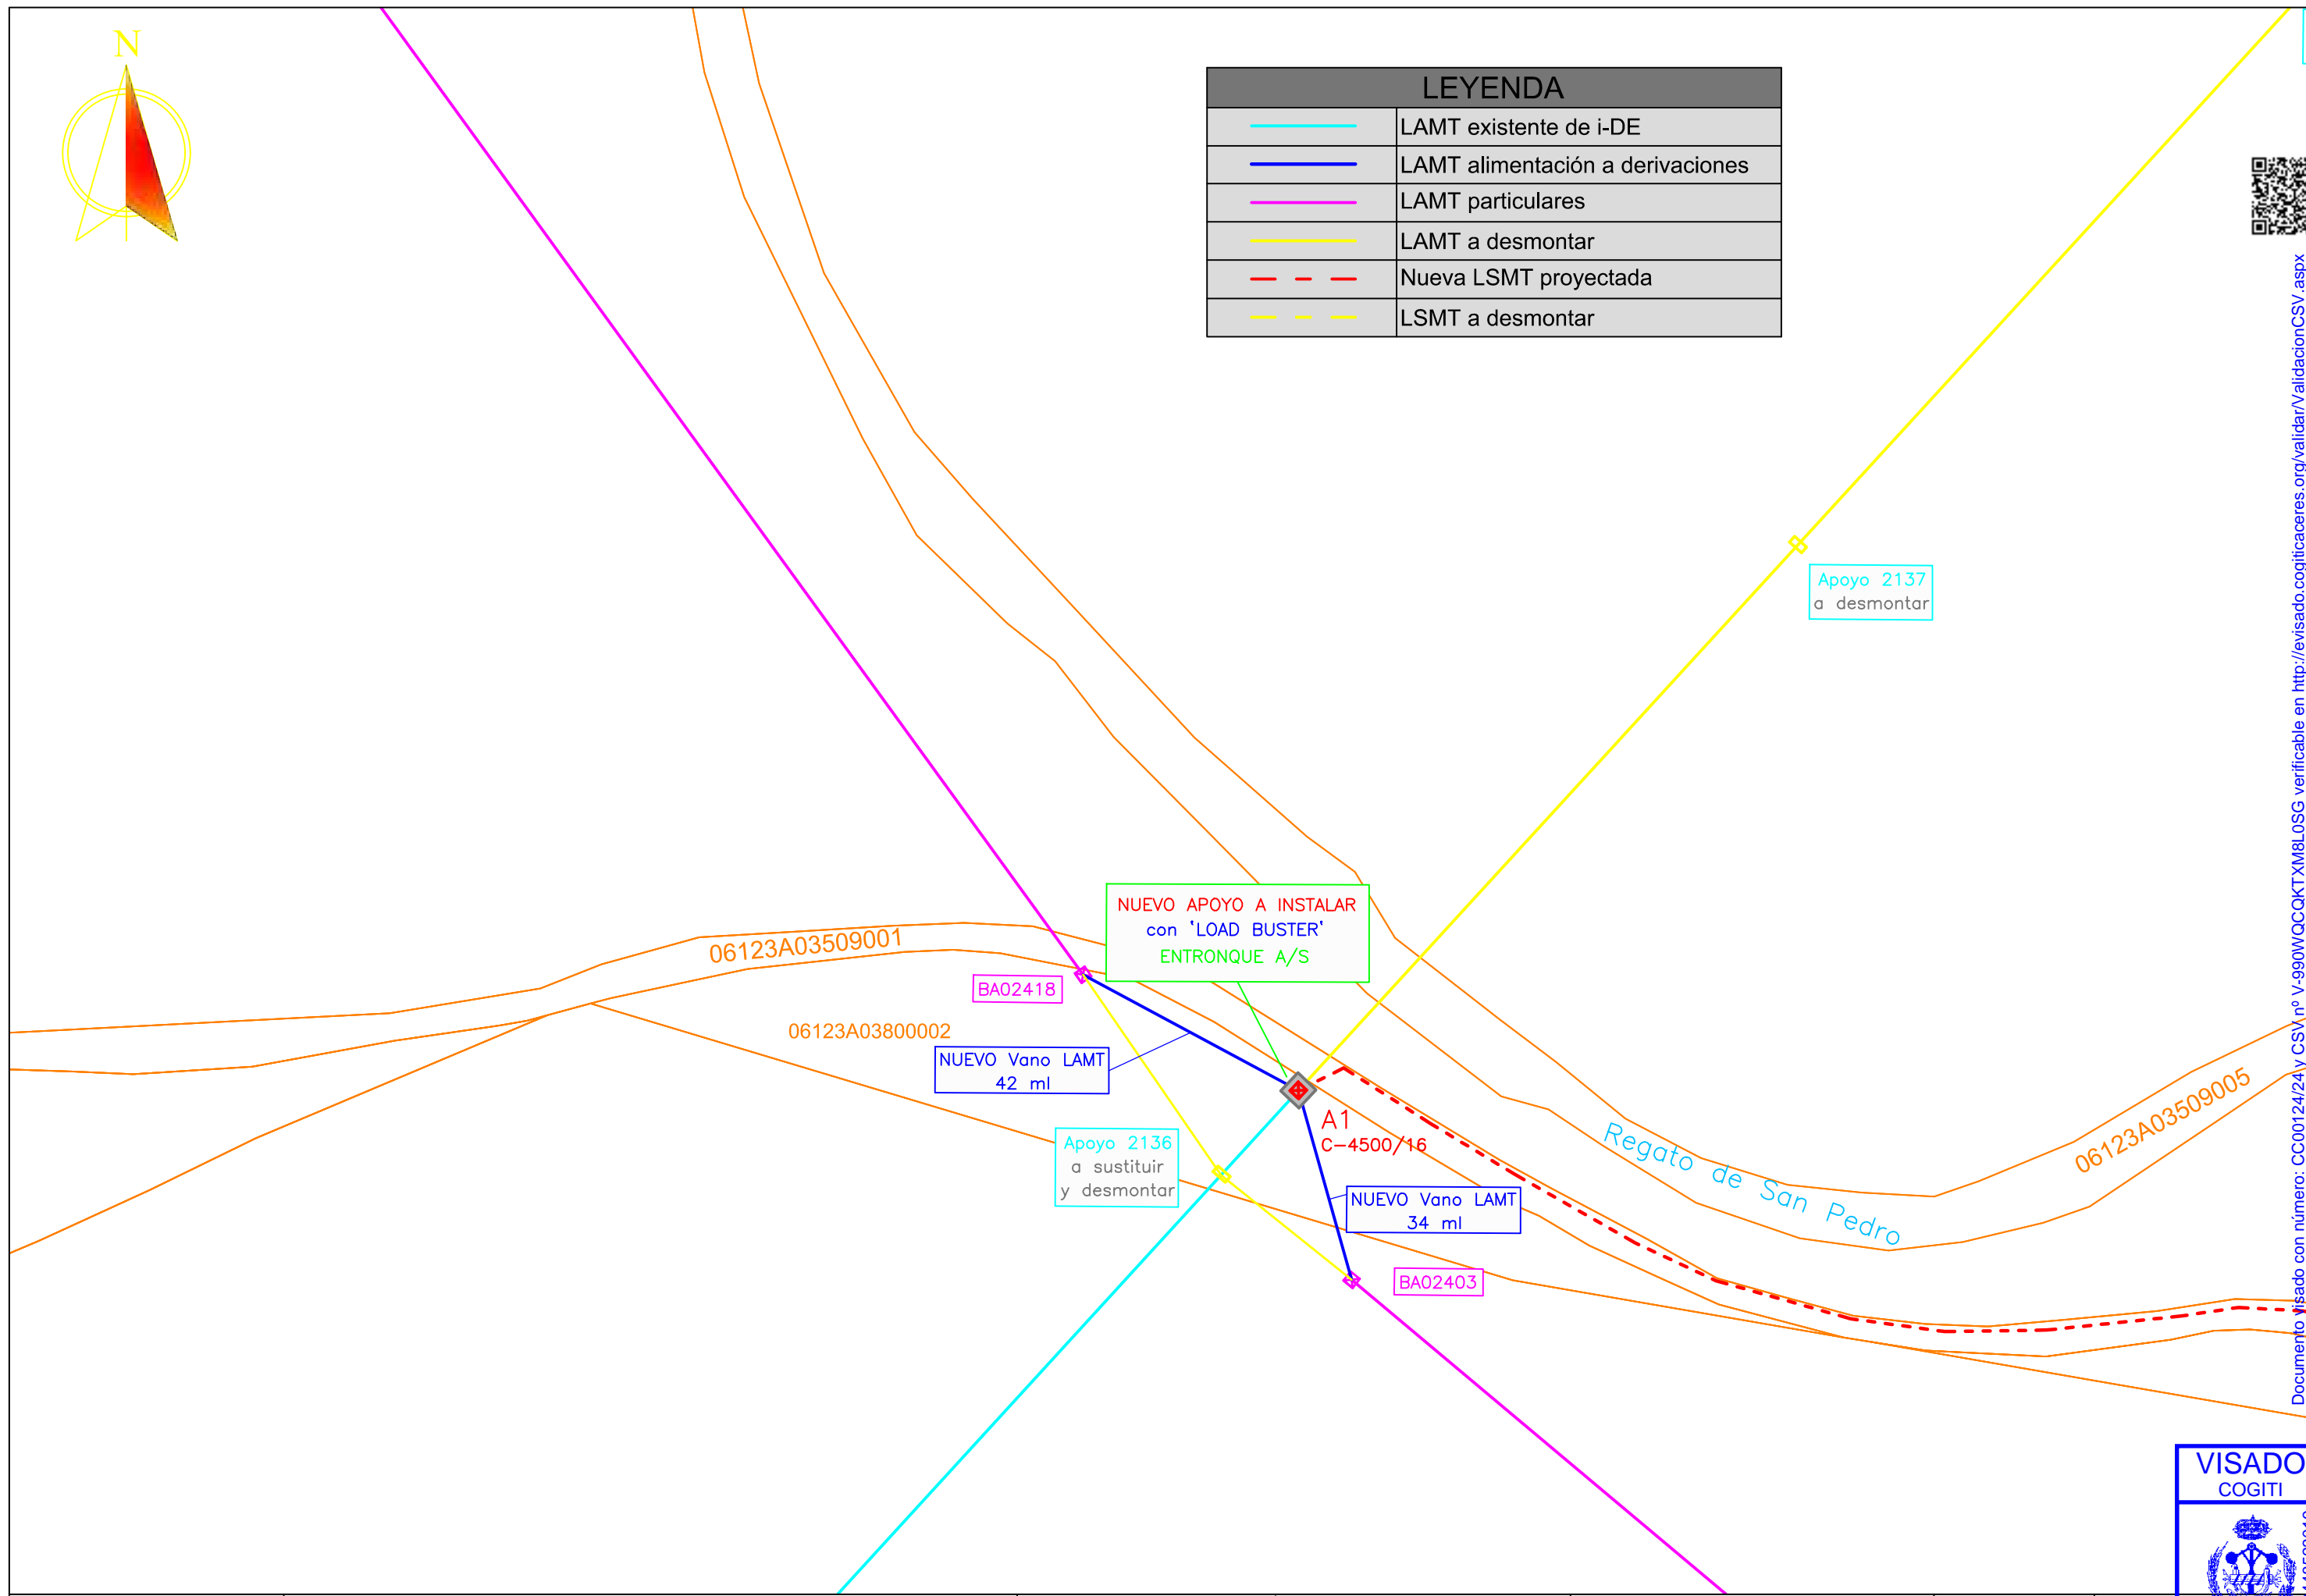 N
LEYENDA
LAMT existente de i-DE
LAMT alimentación a derivaciones
LAMT particulares
LAMT a desmontar
Nueva LSMT proyectada
LSMT a desmontar
Apoyo 2137
a desmontar
NUEVO APOYO A INSTALAR
con 'LOAD BUSTER'
ENTRONQUE A/S
06123A03509001
BA02418
06123A03800002
NUEVO Vano LAMT
42 ml
A1
C-4500/16
Apoyo 2136
a sustituir
y desmontar
NUEVO Vano LAMT
34 ml
BA02403
Regato de San Pedro
06123A03509005
Documento visado con número: CC00124/24 y CSV nº V-990WQCQKTXM8L0SG verificable en http://evisado.cogiticaceres.org/validar/ValidacionCSV.aspx
VISADO
COGITI